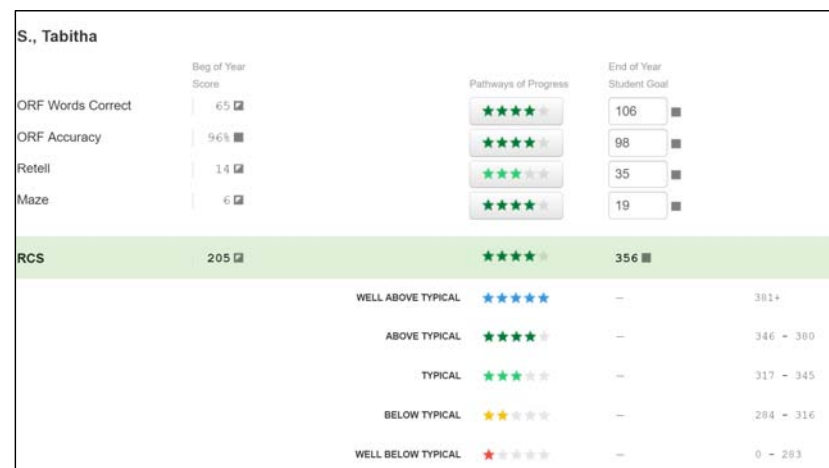 S., Tabitha
Beg of Year
Score
Pathways of Progress
End of Year
Student Goal
ORF Words Correct 65 106
ORF Accuracy 96% 98
Retell 14 35
Maze 6 19
RCS 205 356
WELL ABOVE TYPICAL – 381+
ABOVE TYPICAL – 346 - 380
TYPICAL – 317 - 345
BELOW TYPICAL – 284 - 316
WELL BELOW TYPICAL – 0 - 283